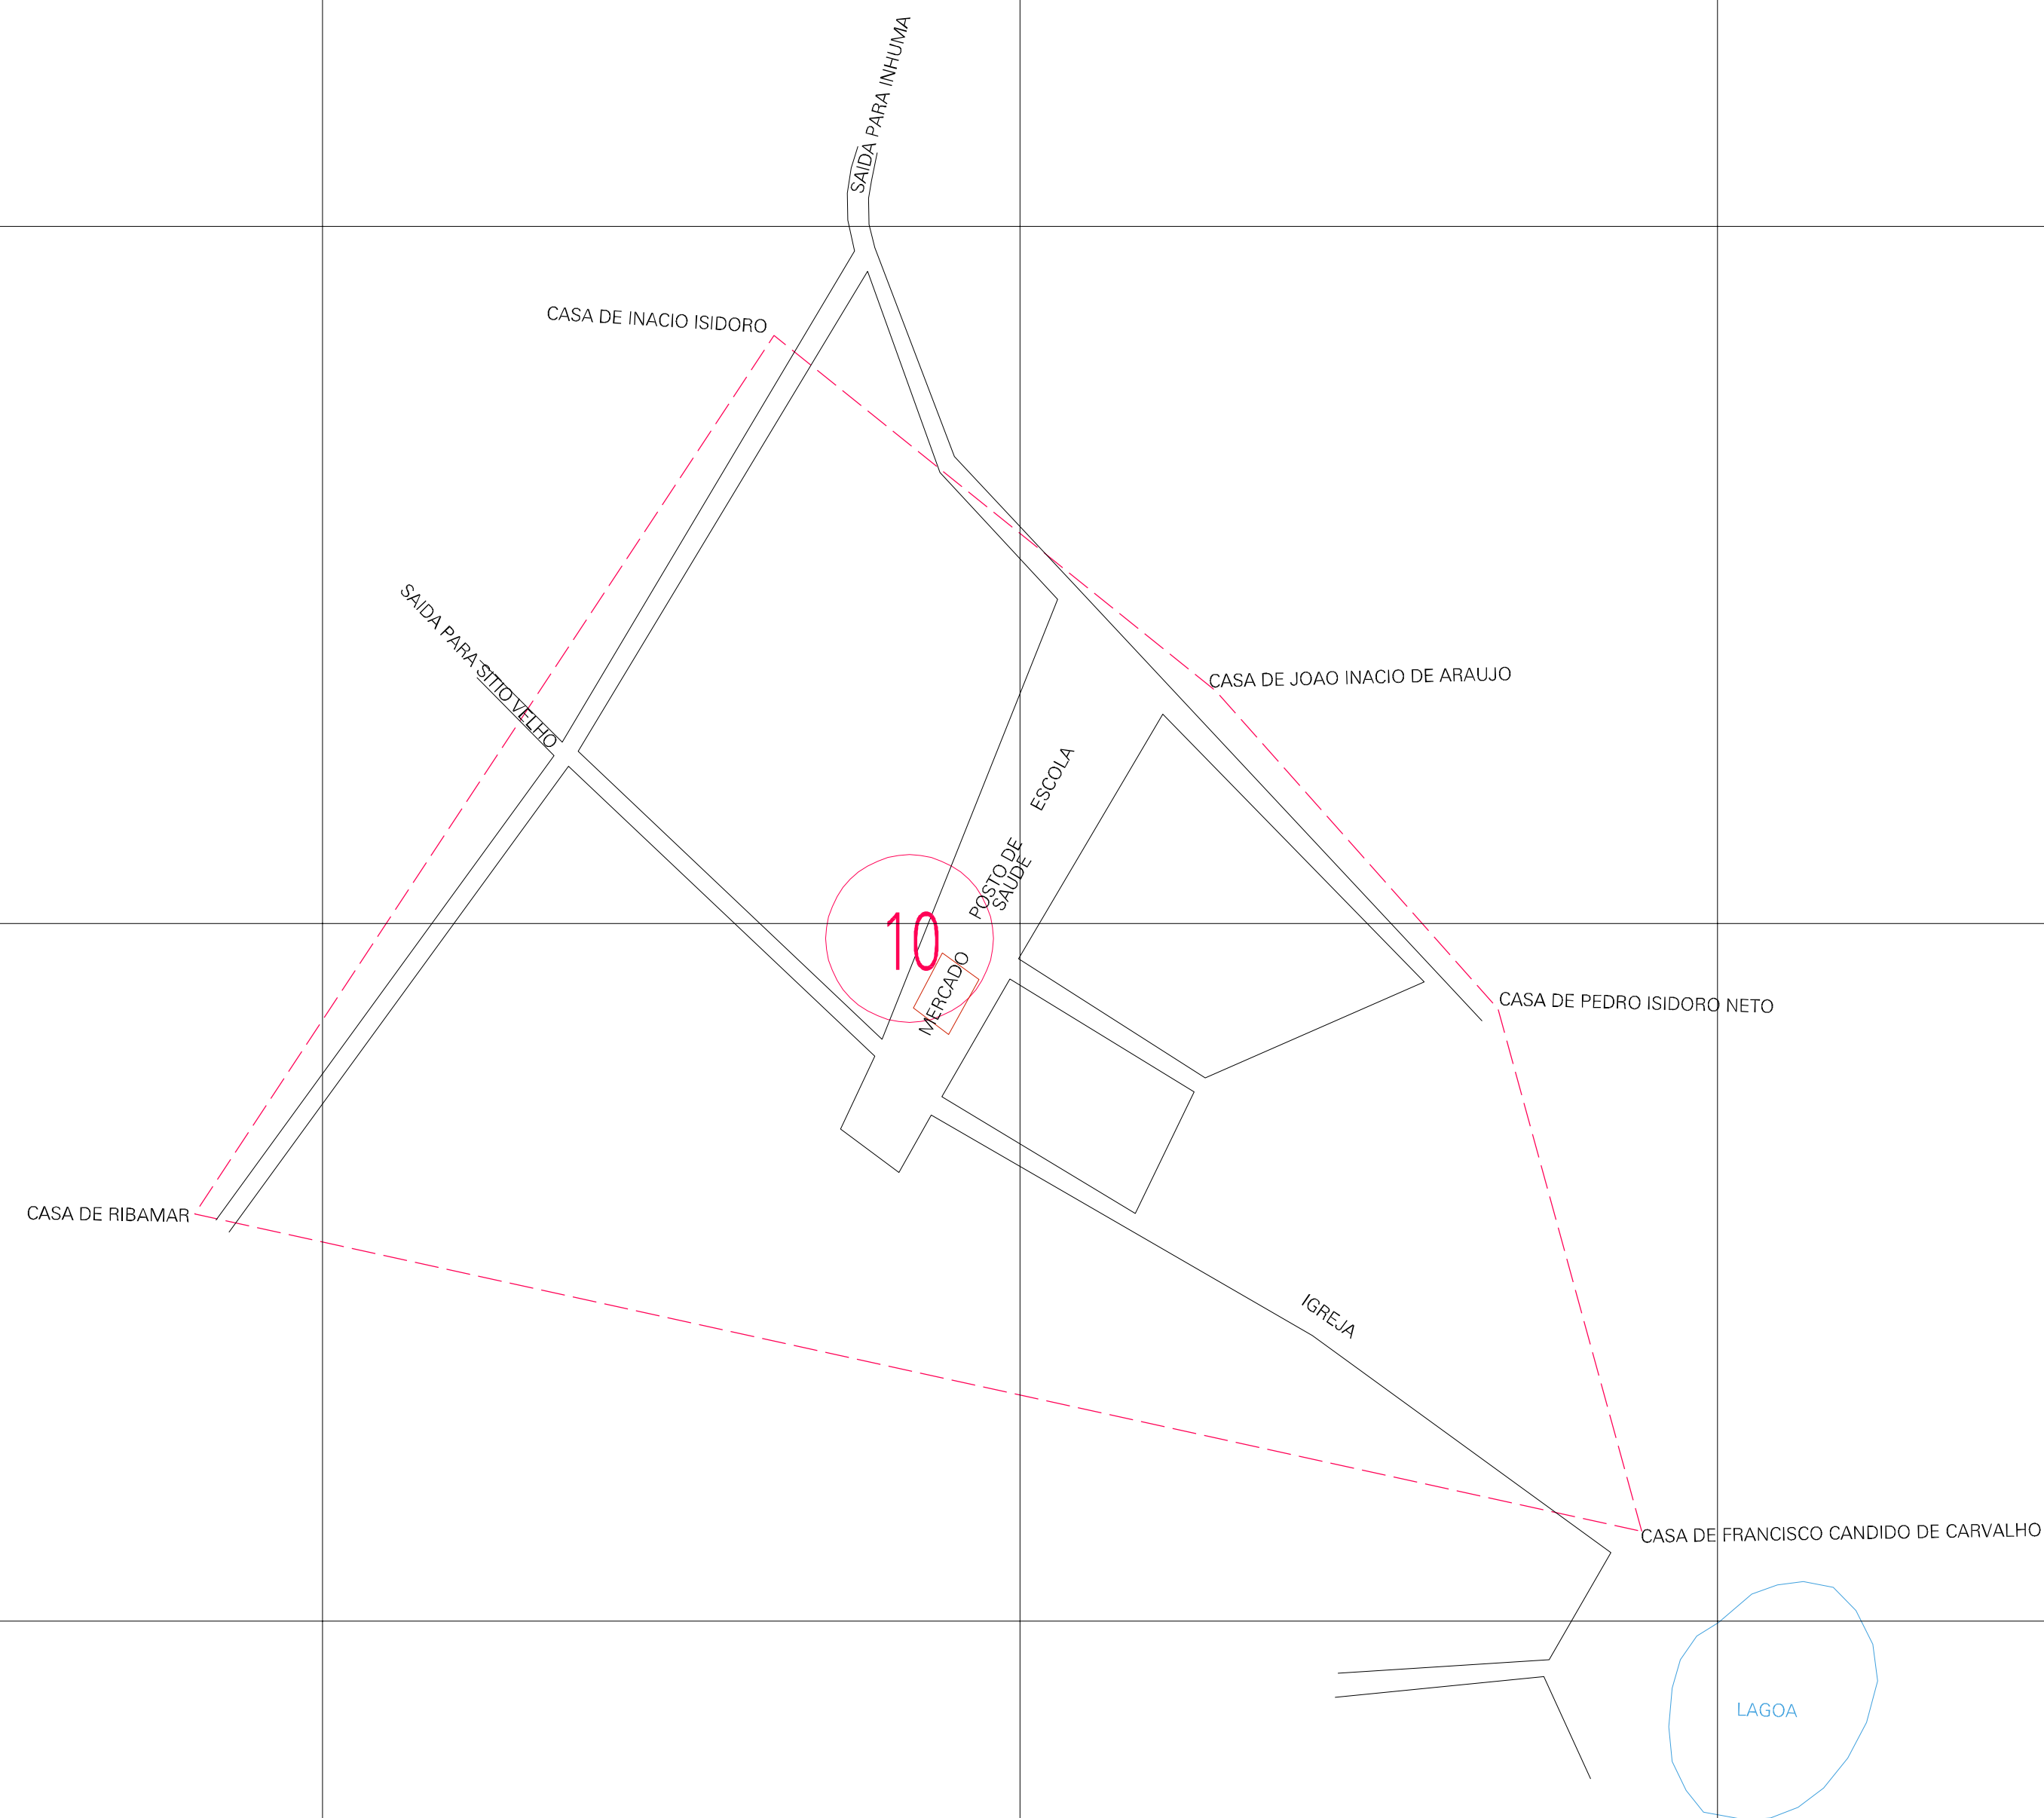 SAIDA PARA INHUMA
CASA DE INACIO ISIDORO
SAIDA PARA SITIO VELHO
CASA DE JOAO INACIO DE ARAUJO
ESCOLA
POSTO DE
SAUDE
10
MERCADO
CASA DE PEDRO ISIDORO NETO
CASA DE RIBAMAR
IGREJA
CASA DE FRANCISCO CANDIDO DE CARVALHO
LAGOA